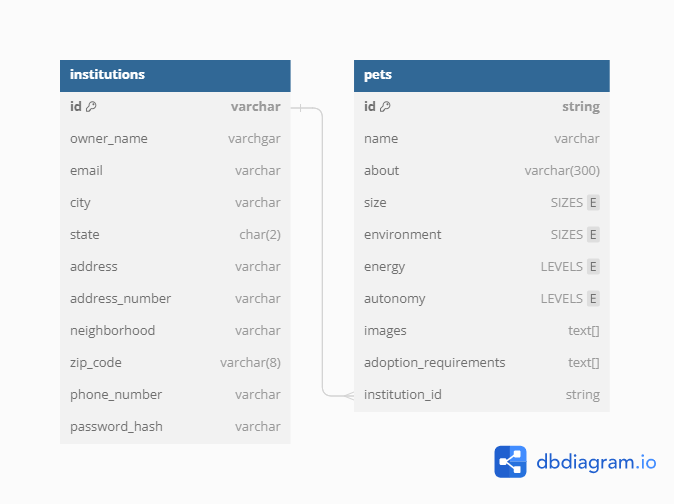 institutions
id varchar
owner_name varchgar
email varchar
city varchar
state char(2)
address varchar
address_number varchar
neighborhood varchar
zip_code varchar(8)
phone_number varchar
password_hash varchar
pets
id string
name varchar
about varchar(300)
size SIZES E
environment SIZES E
energy LEVELS E
autonomy LEVELS E
images text[]
adoption_requirements text[]
institution_id string
dbdiagram.io